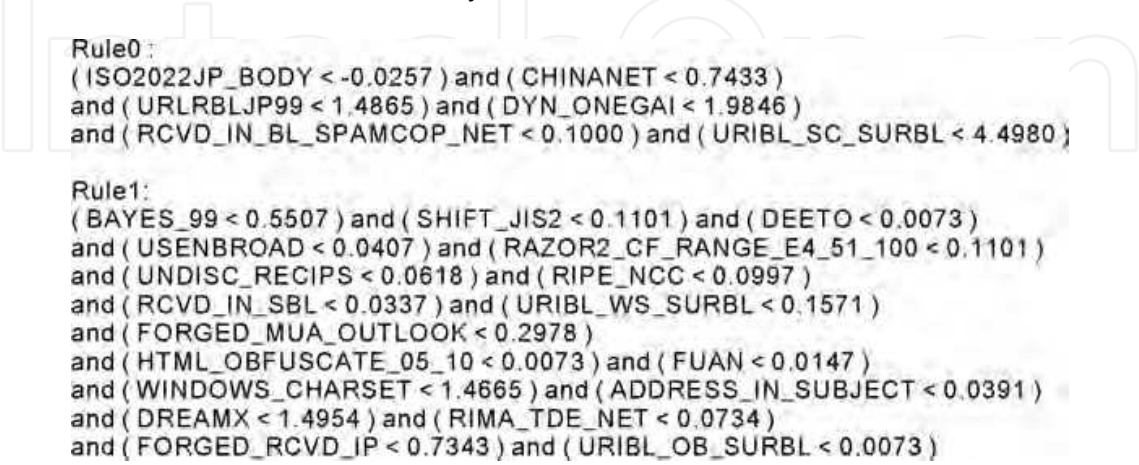 Rule0 :
( ISO2022JP_BODY < -0.0257 ) and ( CHINANET < 0.7433 )
and ( URLRBLJP99 < 1.4865 ) and ( DYN_ONEGAI < 1.9846 )
and ( RCVD_IN_BL_SPAMCOP_NET < 0.1000 ) and ( URIBL_SC_SURBL < 4.4980 )
Rule1:
( BAYES_99 < 0.5507 ) and ( SHIFT_JIS2 < 0.1101 ) and ( DEETO < 0.0073 )
and ( USENBROAD < 0.0407 ) and ( RAZOR2_CF_RANGE_E4_51_100 < 0.1101 )
and ( UNDISC_RECIPS < 0.0618 ) and ( RIPE_NCC < 0.0997 )
and ( RCVD_IN_SBL < 0.0337 ) and ( URIBL_WS_SURBL < 0.1571 )
and ( FORGED_MUA_OUTLOOK < 0.2978 )
and ( HTML_OBFUSCATE_05_10 < 0.0073 ) and ( FUAN < 0.0147 )
and ( WINDOWS_CHARSET < 1.4665 ) and ( ADDRESS_IN_SUBJECT < 0.0391 )
and ( DREAMX < 1.4954 ) and ( RIMA_TDE_NET < 0.0734 )
and ( FORGED_RCVD_IP < 0.7343 ) and ( URIBL_OB_SURBL < 0.0073 )